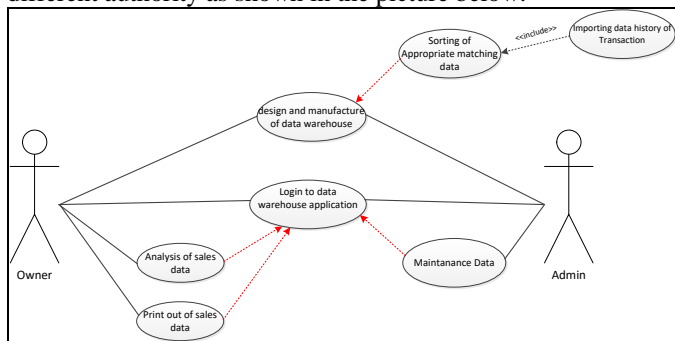 different authority as shown in the picture below.
Sorting of
Appropriate matching
data
<<include>>
Importing data history of
Transaction
design and manufacture
of data warehouse
Login to data
warehouse application
Analysis of sales
data
Maintanance Data
Owner
Admin
Print out of sales
data